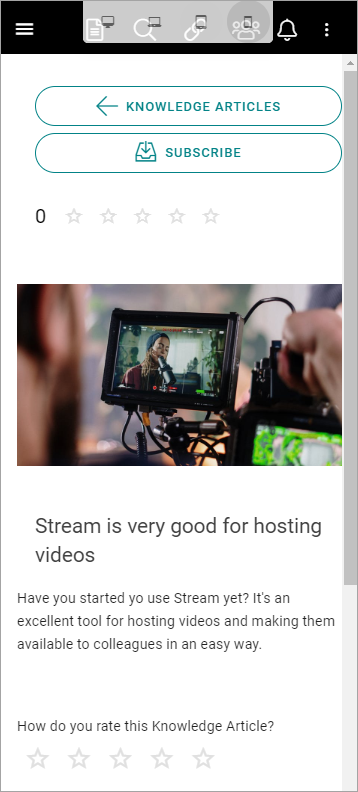 KNOWLEDGE ARTICLES
SUBSCRIBE
0
Stream is very good for hosting
videos
Have you started yo use Stream yet? It's an
excellent tool for hosting videos and making them
available to colleagues in an easy way.
How do you rate this Knowledge Article?